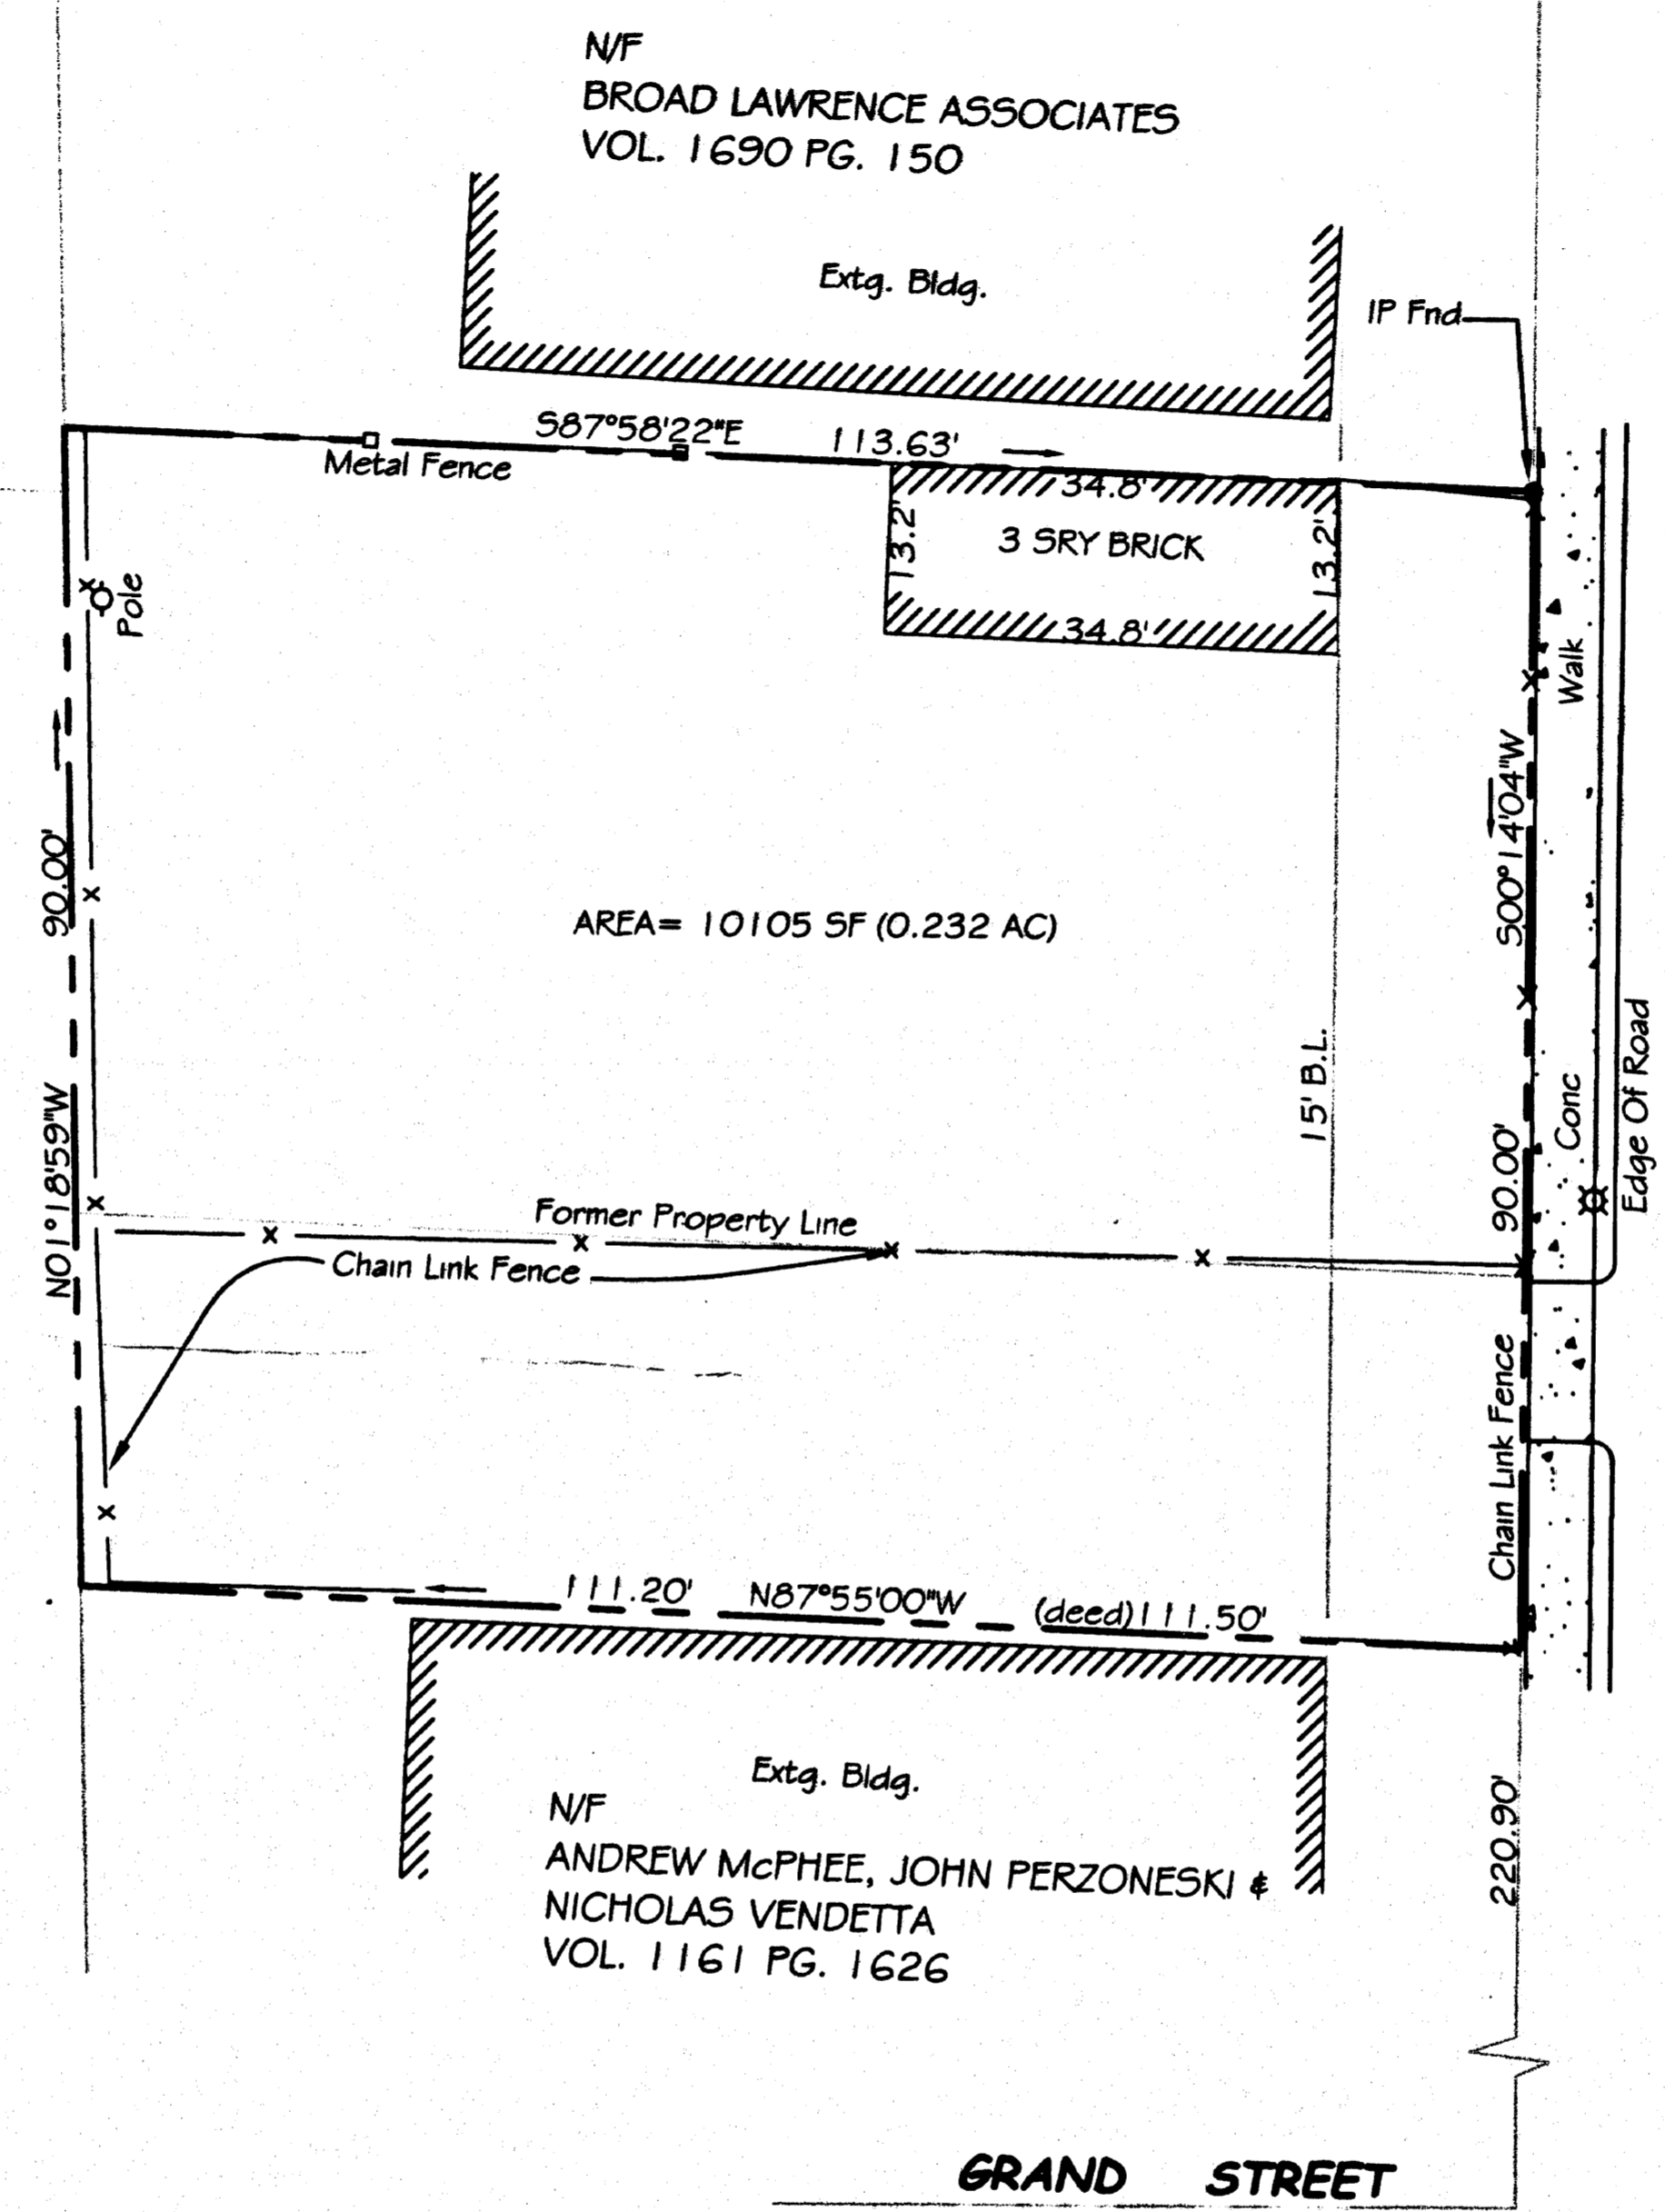 N/F
BROAD LAWRENCE ASSOCIATES
VOL. 1690 PG. 150
Extg. Bldg.
IP Fnd
S87°58'22"E 113.63'
Metal Fence
34.8'
13.2'
3 SRY BRICK
13.2'
34.8'
Pole
Walk
S00°14'04"W
90.00'
AREA= 10105 SF (0.232 AC)
Edge Of Road
15' B.L.
Conc
90.00'
N01°18'59"W
Former Property Line
Chain Link Fence
Chain Link Fence
111.20' N87°55'00"W (deed)111.50'
Extg. Bldg.
N/F
ANDREW McPHEE, JOHN PERZONESKI &
NICHOLAS VENDETTA
VOL. 1161 PG. 1626
220.90'
GRAND STREET